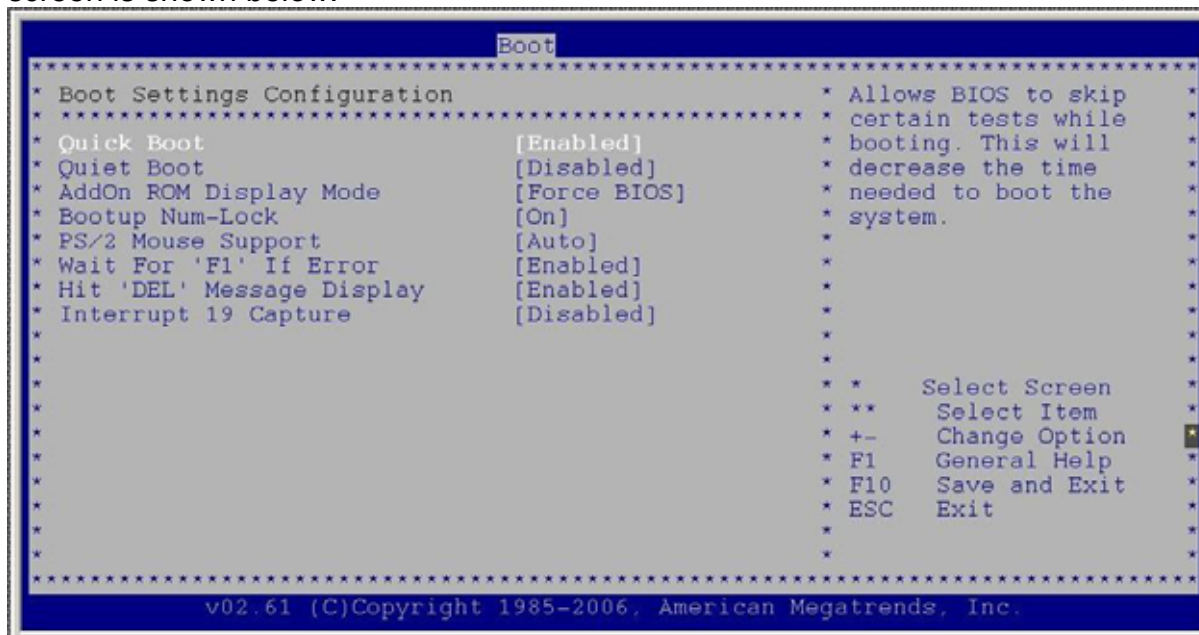 screen is shown below:
Boot
* Boot Settings Configuration
Quick Boot [Enabled]
* Quiet Boot [Disabled]
* AddOn ROM Display Mode [Force BIOS]
* Bootup Num-Lock [On]
* PS/2 Mouse Support [Auto]
* Wait For 'F1' If Error [Enabled]
* Hit 'DEL' Message Display [Enabled]
* Interrupt 19 Capture [Disabled]
* Allows BIOS to skip *
* certain tests while *
* booting. This will *
* decrease the time *
* needed to boot the *
* system. *
* * Select Screen
* ** Select Item
* +- Change Option *
* F1 General Help *
* F10 Save and Exit *
* ESC Exit *
v02.61 (C)Copyright 1985-2006, American Megatrends, Inc.